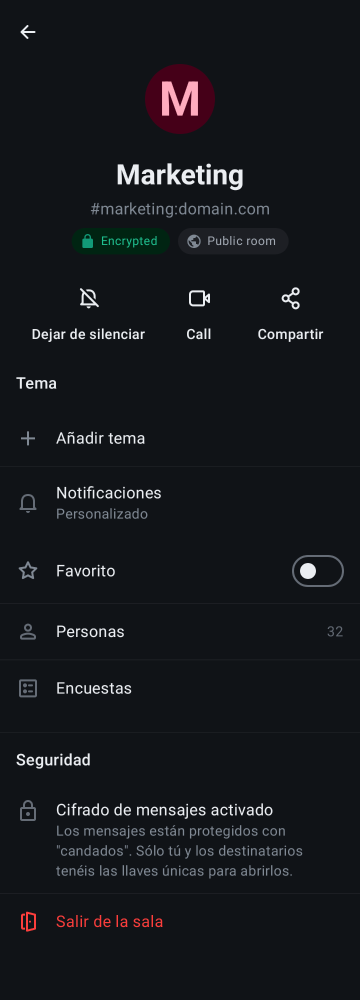 M
Marketing
#marketing:domain.com
Encrypted Public room
Dejar de silenciar Call Compartir
Tema
Añadir tema
Notificaciones
Personalizado
Favorito
Personas 32
Encuestas
Seguridad
Cifrado de mensajes activado
Los mensajes están protegidos con
"candados". Sólo tú y los destinatarios
tenéis las llaves únicas para abrirlos.
Salir de la sala